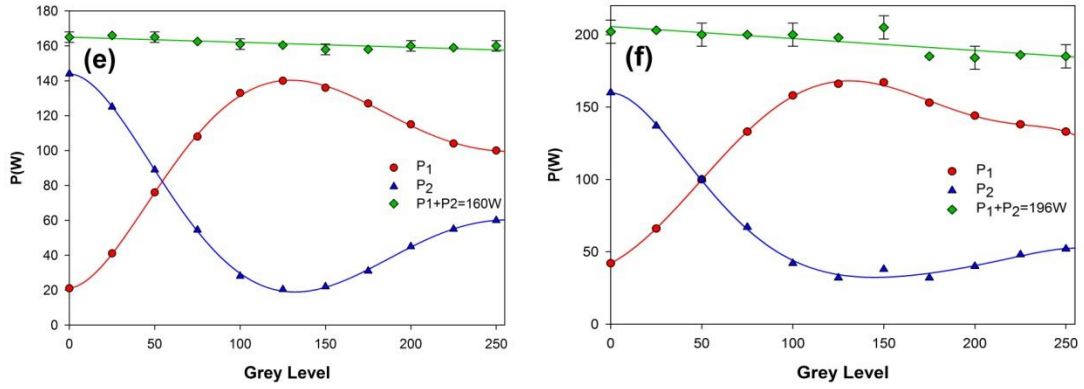 (e)
P(W)
180
160
140
120
100
80
60
40
20
0
P₁
P₂
P1+P2=160W
0 50 100 150 200 250
Grey Level
(f)
P(W)
200
150
100
50
0
P₁
P₂
P₁+P₂=196W
0 50 100 150 200 250
Grey Level